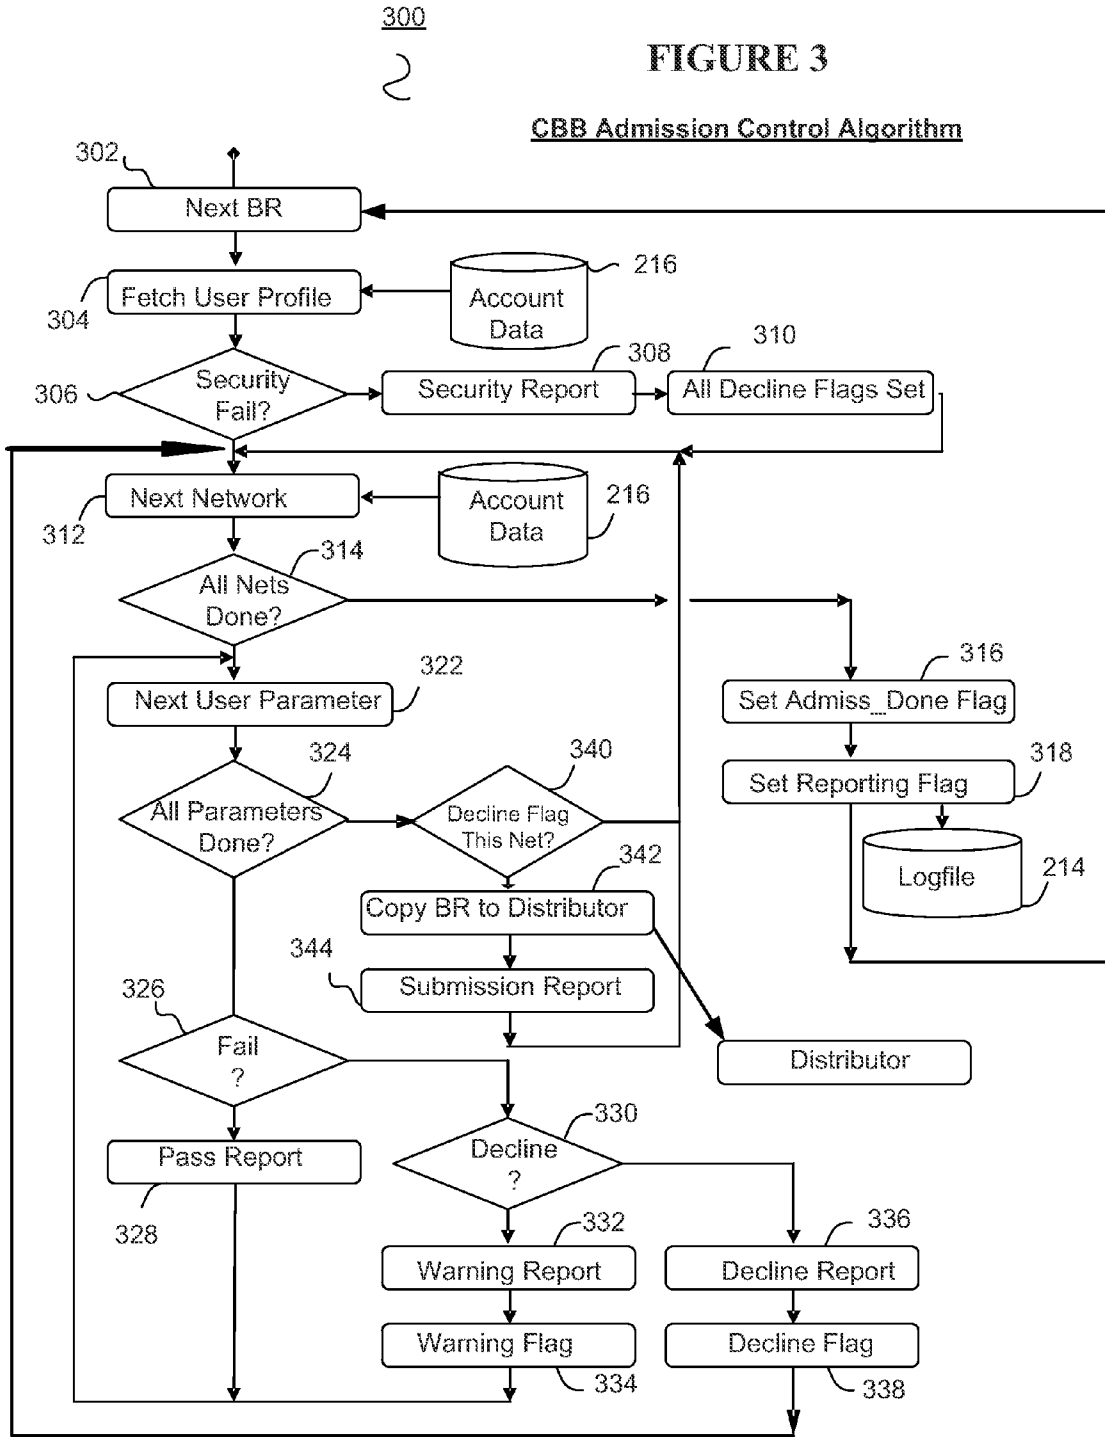 300
FIGURE 3
CBB Admission Control Algorithm
302
Next BR
216
Fetch User Profile
304
Account
Data
308
310
Security
Fail?
306
Security Report
All Decline Flags Set
Next Network
312
Account
Data
216
314
All Nets
Done?
316
322
Next User Parameter
Set Admiss_Done Flag
324
340
318
Set Reporting Flag
All Parameters
Done?
Decline Flag
This Net?
342
Logfile
214
Copy BR to Distributor
344
Submission Report
326
Fail
?
Distributor
330
Pass Report
328
Decline
?
332
336
Warning Report
Decline Report
Warning Flag
334
Decline Flag
338